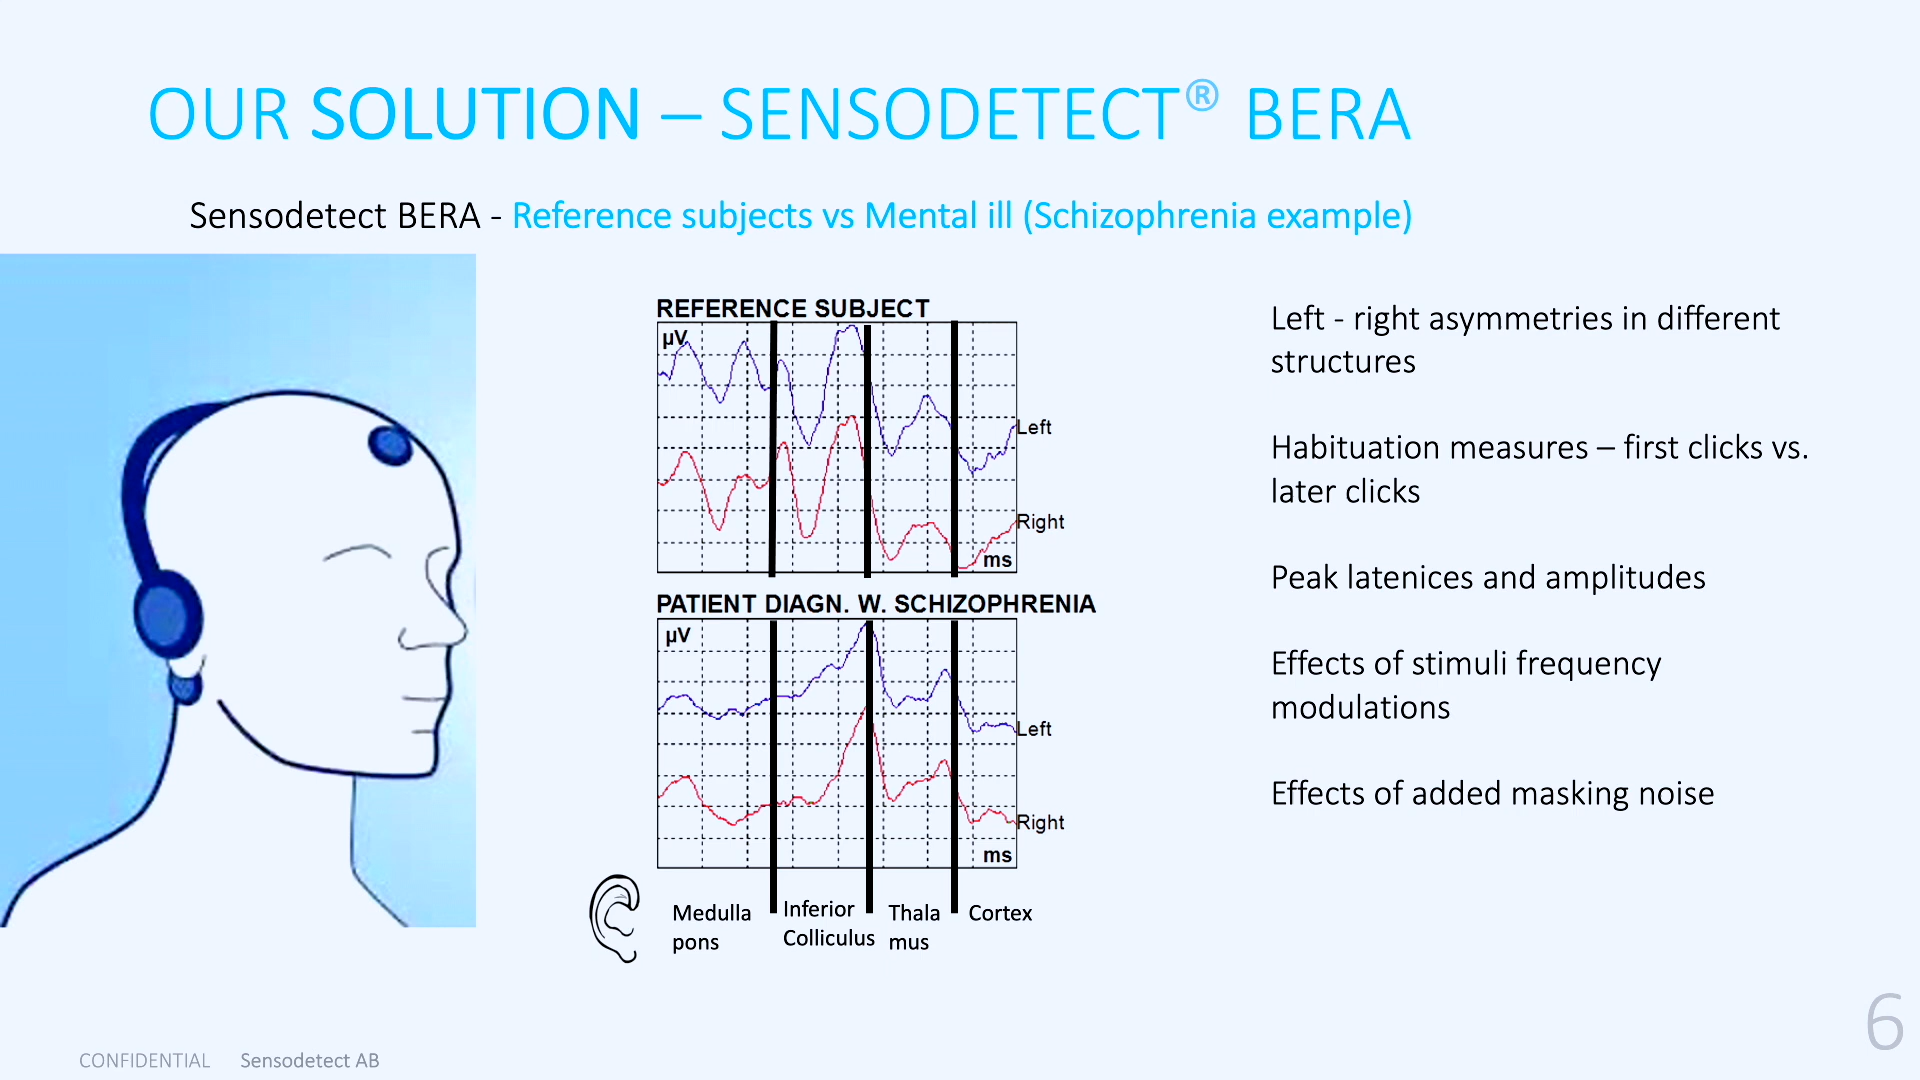 OUR SOLUTION – SENSODETECT® BERA
Sensodetect BERA - Reference subjects vs Mental ill (Schizophrenia example)
REFERENCE SUBJECT
µV
Left
Right
ms
PATIENT DIAGN. W. SCHIZOPHRENIA
µV
Left
Right
ms
Medulla
pons
Inferior
Colliculus
Thala
mus
Cortex
Left - right asymmetries in different
structures
Habituation measures – first clicks vs.
later clicks
Peak latenices and amplitudes
Effects of stimuli frequency
modulations
Effects of added masking noise
CONFIDENTIAL Sensodetect AB
6